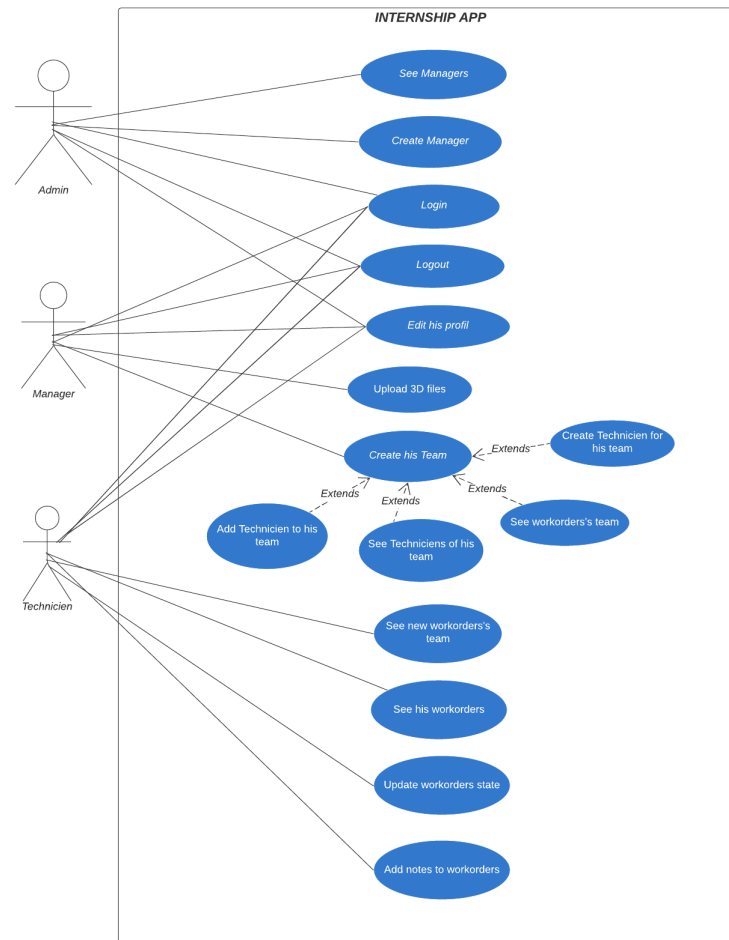 INTERNSHIP APP
See Managers
Create Manager
Admin
Login
Logout
Edit his profil
Manager
Upload 3D files
Create his Team
Extends
Create Technicien for
his team
Extends
Extends
Extends
Add Technicien to his
team
See Techniciens of his
team
See workorders's team
Technicien
See new workorders's
team
See his workorders
Update workorders state
Add notes to workorders